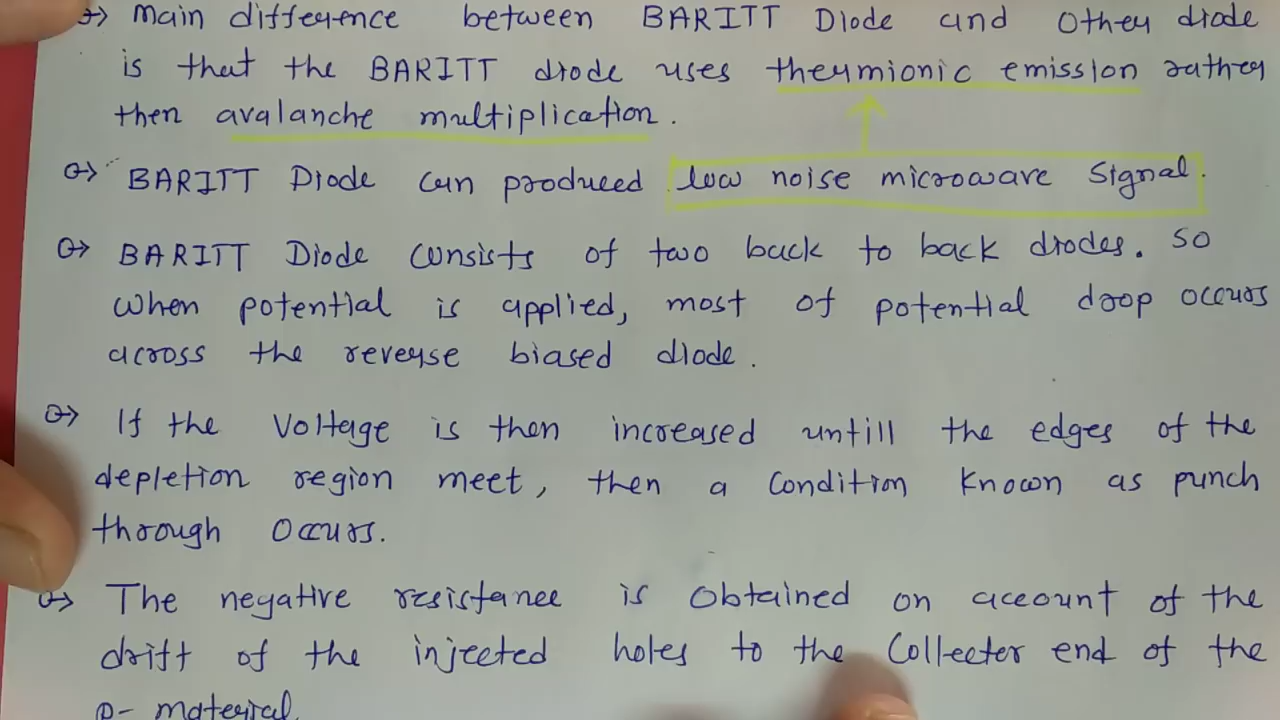 → Main difference between BARITT Diode and Other diode
is that the BARITT diode uses thermionic emission rather
then avalanche multiplication.
→ BARITT Diode can produced low noise microwave signal.
→ BARITT Diode consists of two back to back diodes. So
when potential is applied, most of potential drop occurs
across the reverse biased diode.
→ If the Voltage is then increased untill the edges of the
depletion region meet, then a Condition Known as punch
through Occurs.
→ The negative resistance is Obtained on account of the
drift of the injected holes to the Collecter end of the
p- material.